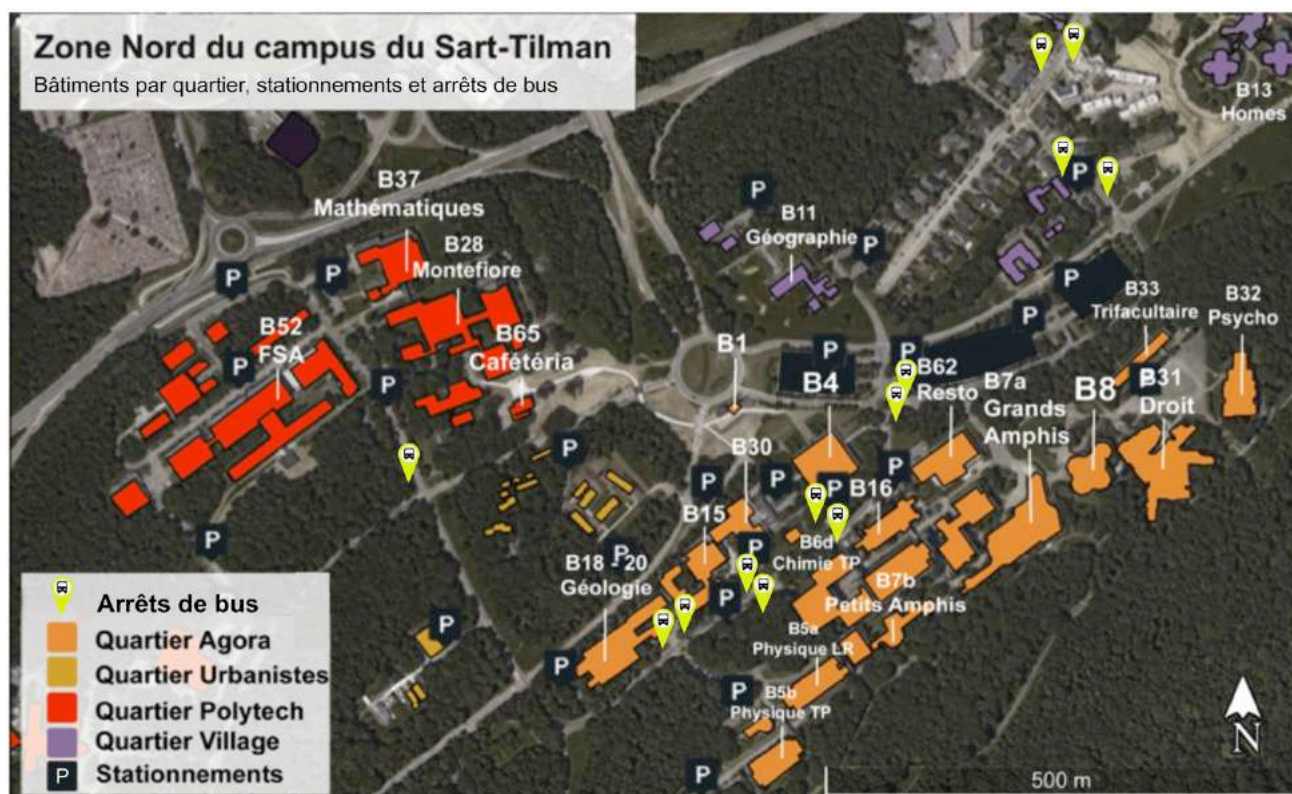 Zone Nord du campus du Sart-Tilman
Bâtiments par quartier, stationnements et arrêts de bus
B13
Homes
B37
Mathématiques
P
P
B11
Géographie
P
B28
Montefiore
P
P
P
B33
Trifacultaire
B32
Psycho
B52
FSA
B65
Cafétéria
P
B1
P
P
P
P
B4
B62
Resto
B7a
Grands
Amphis
B8
B31
Droit
P
B30
P
P
P
P
P
B16
B15
P
B6d
Chimie TP
P
B18 - 20
Géologie
P
P
B7b
Petits Amphis
P
P
B5a
Physique LR
P
P
B5b
Physique TP
P
Arrêts de bus
Quartier Agora
Quartier Urbanistes
Quartier Polytech
Quartier Village
P
Stationnements
N
500 m